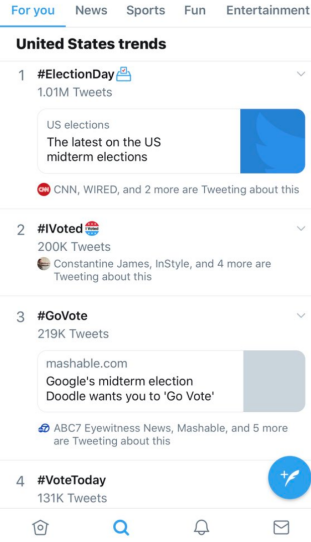 For you News Sports Fun Entertainment
United States trends
1 #ElectionDay
1.01M Tweets
US elections
The latest on the US
midterm elections
CNN, WIRED, and 2 more are Tweeting about this
2 #IVoted
200K Tweets
Constantine James, InStyle, and 4 more are
Tweeting about this
3 #GoVote
219K Tweets
mashable.com
Google's midterm election
Doodle wants you to 'Go Vote'
ABC7 Eyewitness News, Mashable, and 5 more
are Tweeting about this
4 #VoteToday
131K Tweets